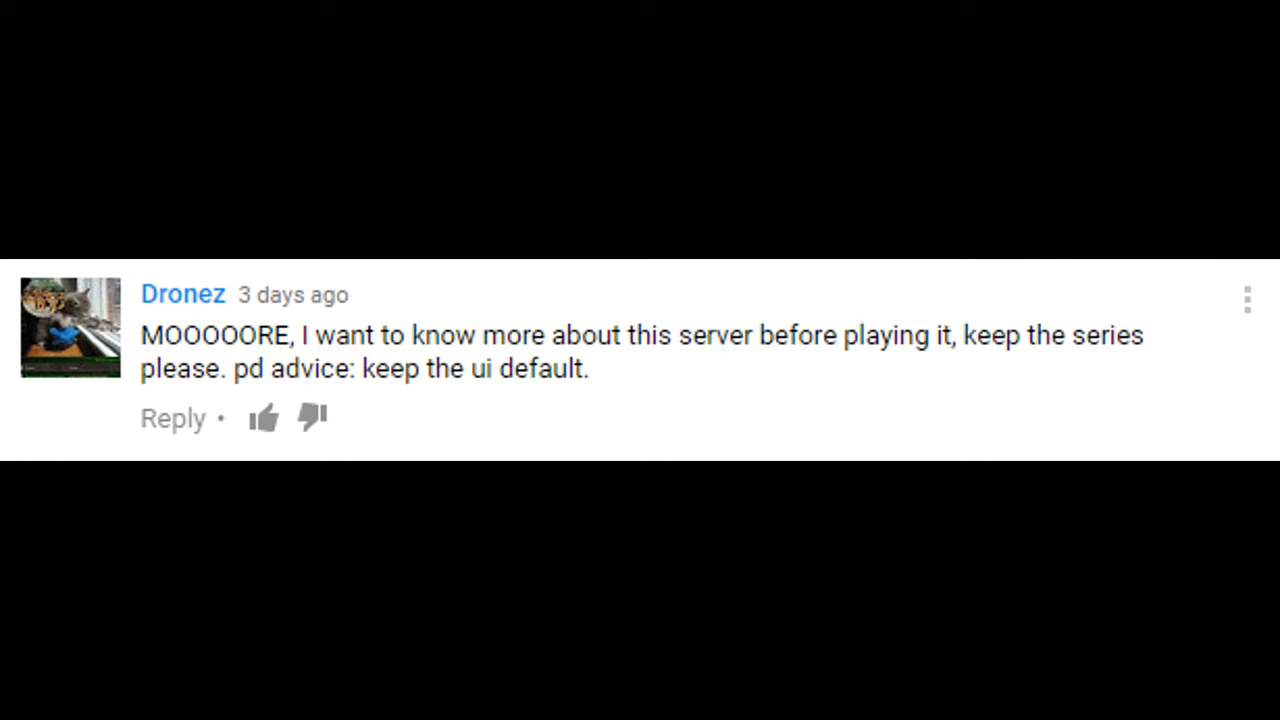 Dronez 3 days ago
MOOOOORE, I want to know more about this server before playing it, keep the series
please. pd advice: keep the ui default.
Reply •